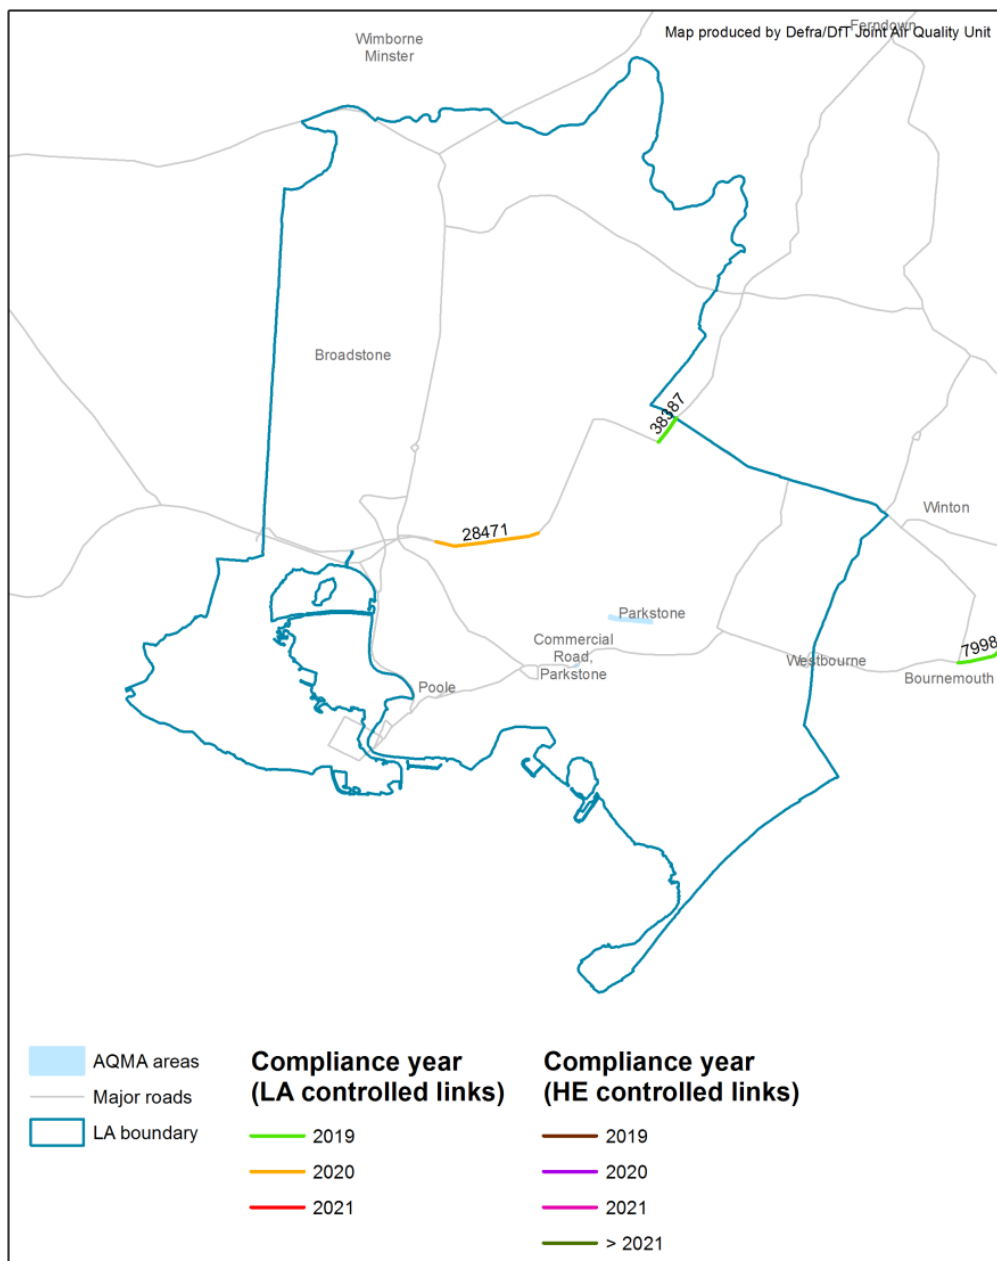 Ferndown
Map produced by Defra/DfT Joint Air Quality Unit
Wimborne
Minster
Broadstone
38387
Winton
28471
Parkstone
Commercial
Road,
Parkstone
7998
Westbourne
Bournemouth
Poole
AQMA areas
Major roads
LA boundary
Compliance year
(LA controlled links)
2019
2020
2021
Compliance year
(HE controlled links)
2019
2020
2021
> 2021